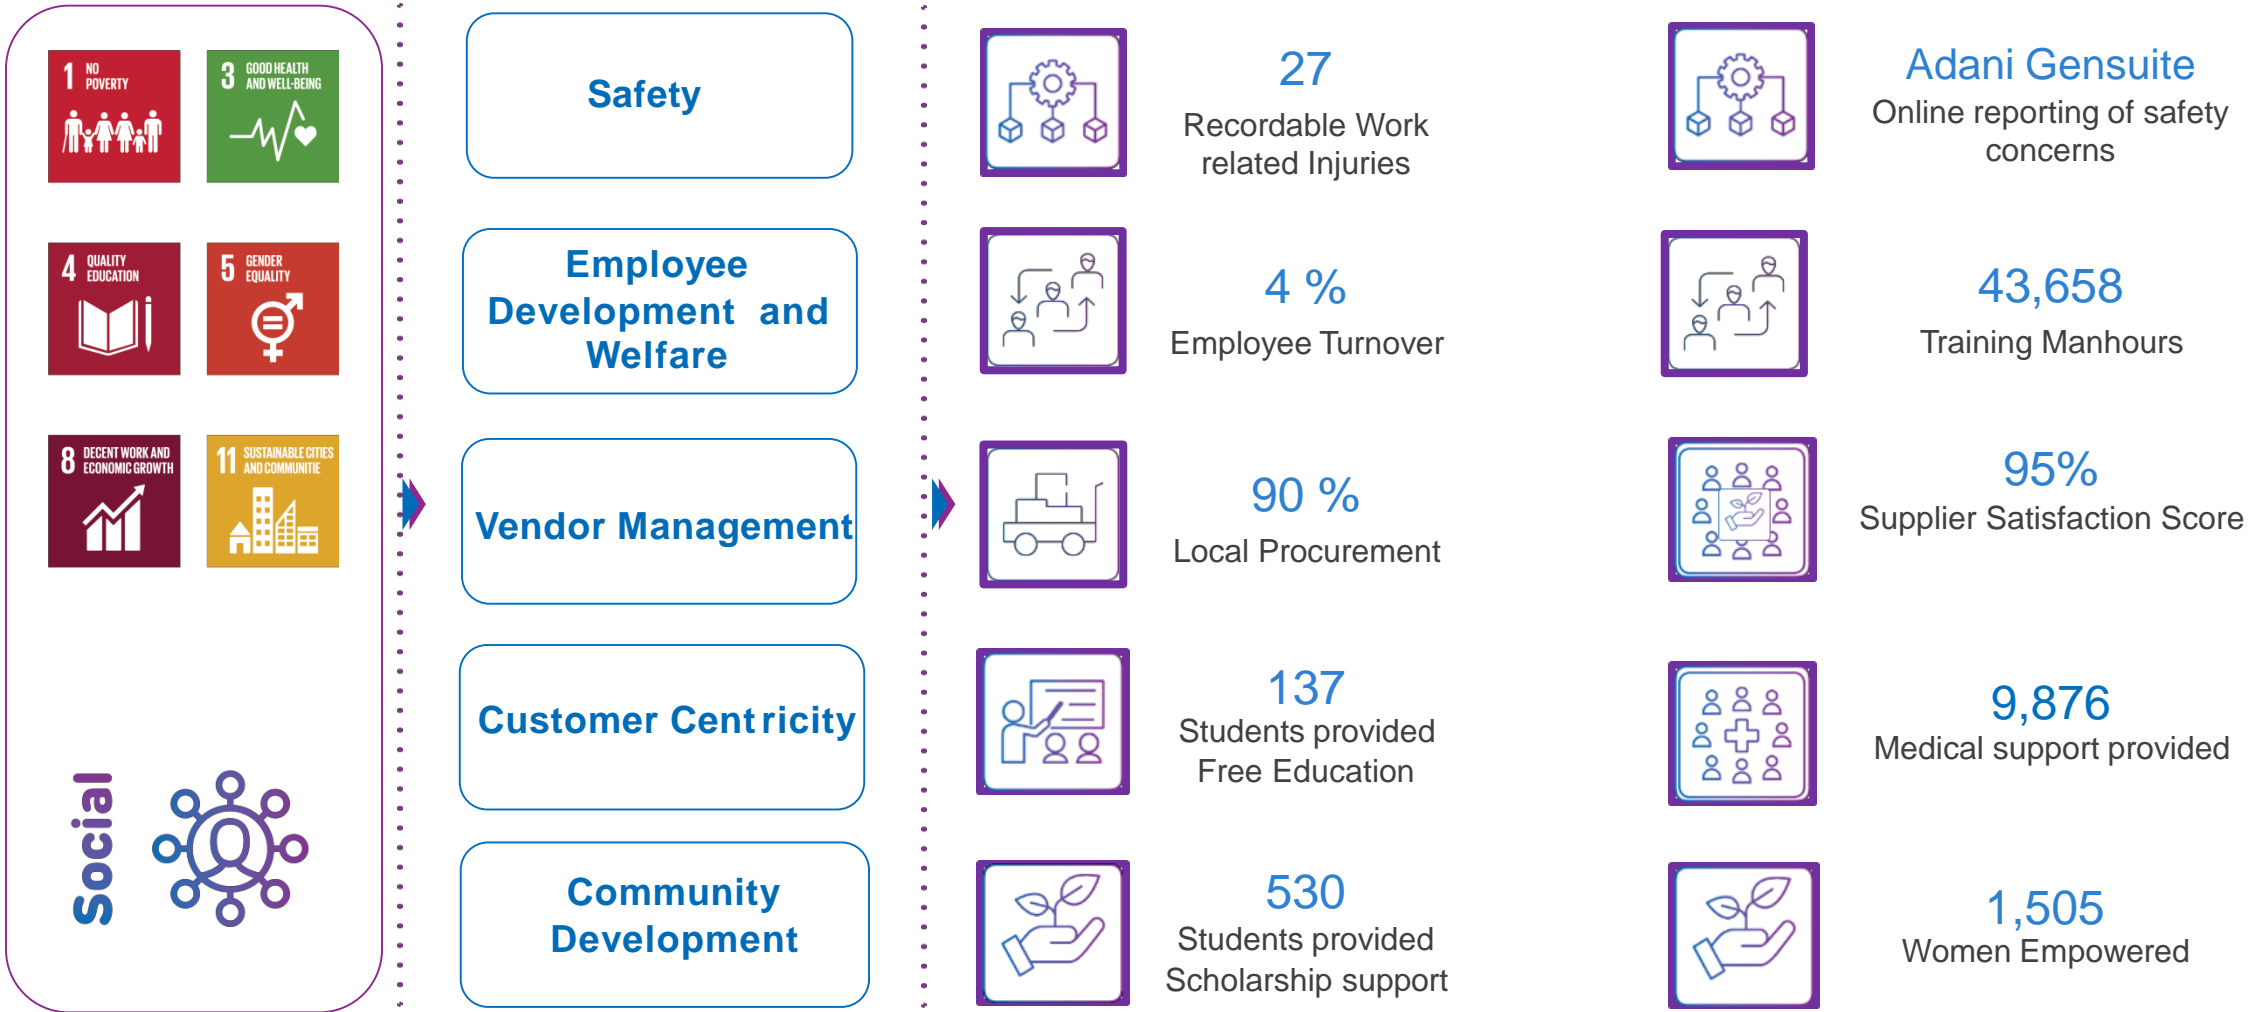 1 NO
POVERTY
3 GOOD HEALTH
AND WELL-BEING
4 QUALITY
EDUCATION
5 GENDER
EQUALITY
8 DECENT WORK AND
ECONOMIC GROWTH
11 SUSTAINABLE CITIES
AND COMMUNITIE
Social
Safety
Employee
Development and
Welfare
Vendor Management
Customer Centricity
Community
Development
27
Recordable Work
related Injuries
Adani Gensuite
Online reporting of safety
concerns
4 %
Employee Turnover
43,658
Training Manhours
90 %
Local Procurement
95%
Supplier Satisfaction Score
137
Students provided
Free Education
9,876
Medical support provided
530
Students provided
Scholarship support
1,505
Women Empowered